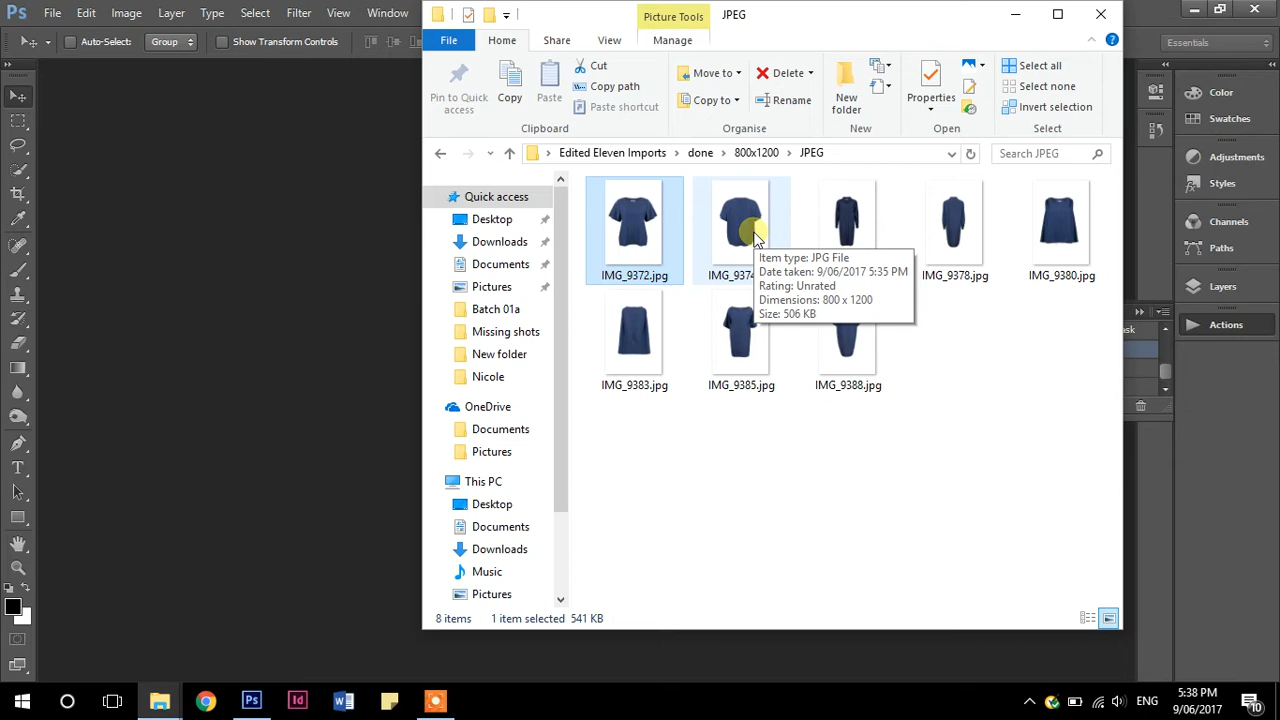 Ps File Edit Image Layer Type Select Filter View Window
Auto-Select: Group Show Transform Controls
Picture Tools JPEG
File Home Share View Manage
Essentials
Pin to Quick access
Copy
Paste
Cut
Copy path
Paste shortcut
Clipboard
Move to
Copy to
Delete
Rename
Organise
New folder
New
Properties
Open
Select all
Select none
Invert selection
Select
Edited Eleven Imports done 800x1200 JPEG
Search JPEG
Quick access
Desktop
Downloads
Documents
Pictures
Batch 01a
Missing shots
New folder
Nicole
OneDrive
Documents
Pictures
This PC
Desktop
Documents
Downloads
Music
Pictures
IMG_9372.jpg
IMG_9374
IMG_9378.jpg
IMG_9380.jpg
Item type: JPG File
Date taken: 9/06/2017 5:35 PM
Rating: Unrated
Dimensions: 800 x 1200
Size: 506 KB
IMG_9383.jpg
IMG_9385.jpg
IMG_9388.jpg
8 items 1 item selected 541 KB
Color
Swatches
Adjustments
Styles
Channels
Paths
Layers
Actions
T
Ps Id W
ENG
5:38 PM
9/06/2017
10